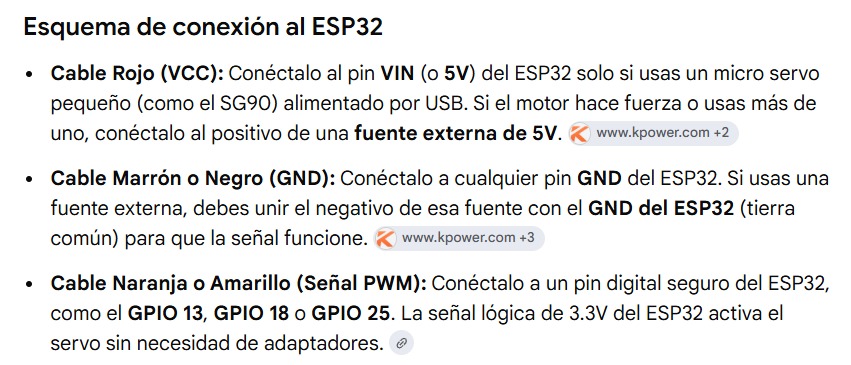 Esquema de conexión al ESP32
• Cable Rojo (VCC): Conéctalo al pin VIN (o 5V) del ESP32 solo si usas un micro servo
pequeño (como el SG90) alimentado por USB. Si el motor hace fuerza o usas más de
uno, conéctalo al positivo de una fuente externa de 5V. www.kpower.com +2
• Cable Marrón o Negro (GND): Conéctalo a cualquier pin GND del ESP32. Si usas una
fuente externa, debes unir el negativo de esa fuente con el GND del ESP32 (tierra
común) para que la señal funcione. www.kpower.com +3
• Cable Naranja o Amarillo (Señal PWM): Conéctalo a un pin digital seguro del ESP32,
como el GPIO 13, GPIO 18 o GPIO 25. La señal lógica de 3.3V del ESP32 activa el
servo sin necesidad de adaptadores.